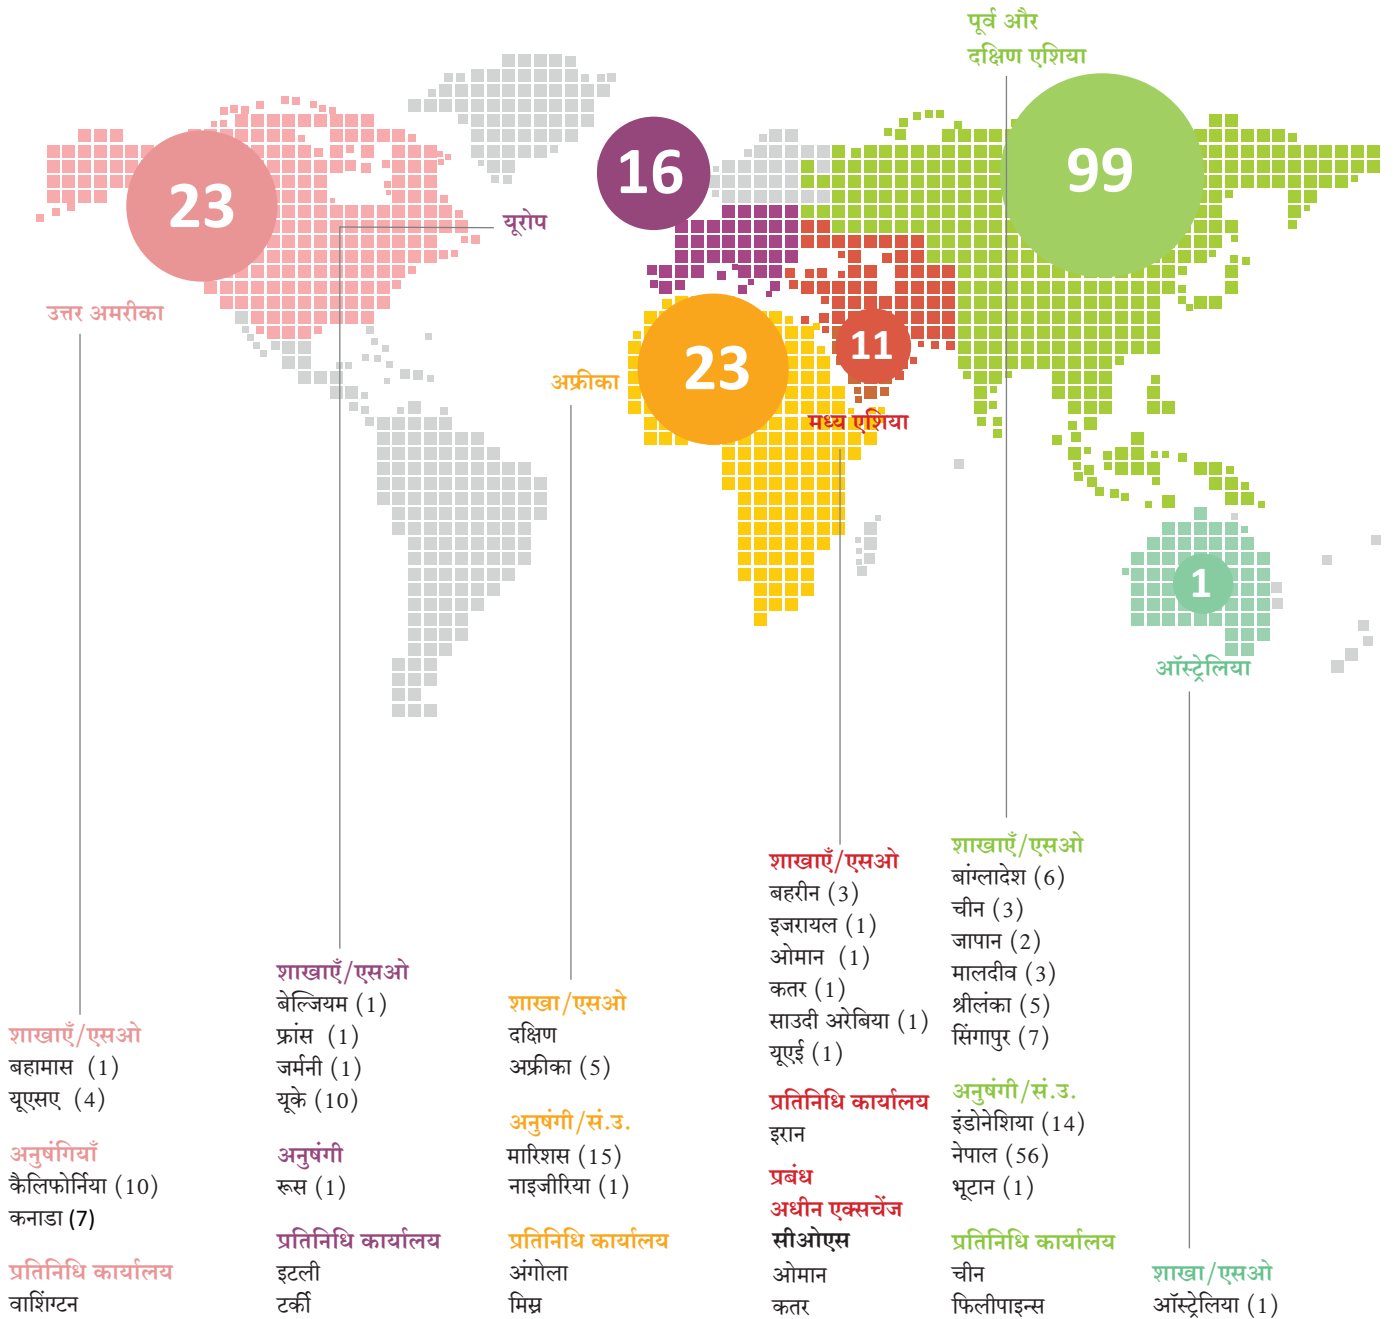 पूर्व और
दक्षिण एशिया
99
16
23
यूरोप
उत्तर अमरीका
11
23
अफ्रीका
मध्य एशिया
1
ऑस्ट्रेलिया
शाखाएँ/एसओ
बहामास (1)
यूएसए (4)
अनुषंगियाँ
कैलिफोर्निया (10)
कनाडा (7)
प्रतिनिधि कार्यालय
वाशिंग्टन
शाखाएँ/एसओ
बेल्जियम (1)
फ्रांस (1)
जर्मनी (1)
यूके (10)
अनुषंगी
रूस (1)
प्रतिनिधि कार्यालय
इटली
टर्की
शाखा/एसओ
दक्षिण
अफ्रीका (5)
अनुषंगी/सं.उ.
मारिशस (15)
नाइजीरिया (1)
प्रतिनिधि कार्यालय
अंगोला
मिस्र
शाखाएँ/एसओ
बहरीन (3)
इजरायल (1)
ओमान (1)
कतर (1)
साउदी अरेबिया (1)
यूएई (1)
प्रतिनिधि कार्यालय
इरान
प्रबंध
अधीन एक्सचेंज
सीओएस
ओमान
कतर
शाखाएँ/एसओ
बांग्लादेश (6)
चीन (3)
जापान (2)
मालदीव (3)
श्रीलंका (5)
सिंगापुर (7)
अनुषंगी/सं.उ.
इंडोनेशिया (14)
नेपाल (56)
भूटान (1)
प्रतिनिधि कार्यालय
चीन
फिलीपाइन्स
शाखा/एसओ
ऑस्ट्रेलिया (1)